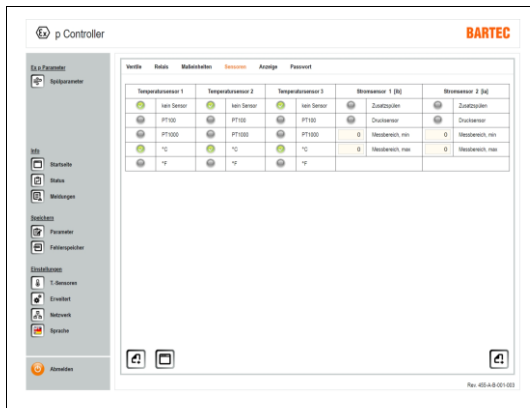 Ex p Controller
BARTEC
Ex p Parameter
Spülparameter
Info
Startseite
Status
Meldungen
Speichern
Parameter
Fehlerspeicher
Einstellungen
T.-Sensoren
Erweitert
Netzwerk
Sprache
Abmelden
Ventile Relais Maßeinheiten Sensoren Anzeige Passwort
Temperatursensor 1 Temperatursensor 2 Temperatursensor 3 Stromsensor 1 Stromsensor 2
kein Sensor kein Sensor kein Sensor Zusatzspülen Zusatzspülen
PT100 PT100 PT100 Drucksensor Drucksensor
PT1000 PT1000 PT1000 0 Messbereich, min 0 Messbereich, min
°C °C °C 0 Messbereich, max 0 Messbereich, max
°F °F °F
Rev. 400-A-B-001-003